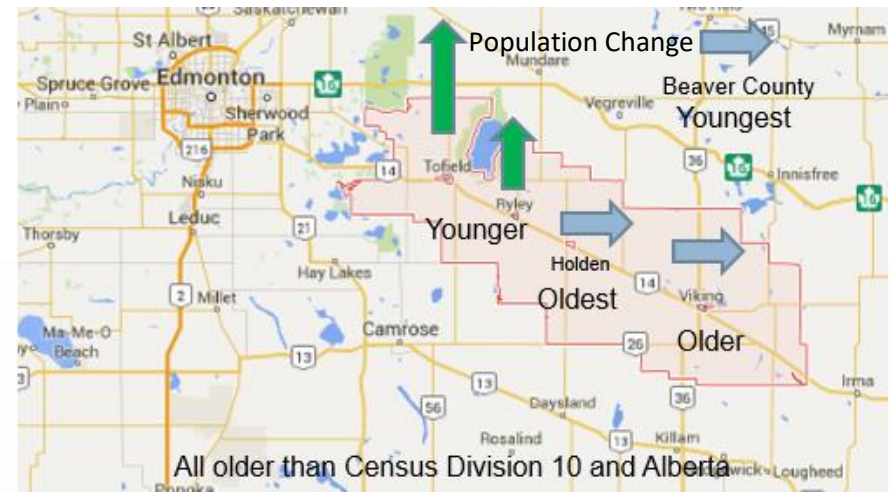 Saskatchewan
Two Hills
45
St Albert
Population Change
Myrnam
Mundare
Spruce Grove
Edmonton
16
Beaver County
Plain
Sherwood Park
Vegreville
Youngest
216
14
Tofield
36
16
Innisfree
16
Nisku
Leduc
Ryley
21
Younger
Thorsby
Holden
Hay Lakes
14
2
Millet
Oldest
Viking
Ma-Me-O Beach
Camrose
26
Older
13
13
Irma
56
Daysland
36
Rosalind
13
Killam
All older than Census Division 10 and Alberta
Lougheed